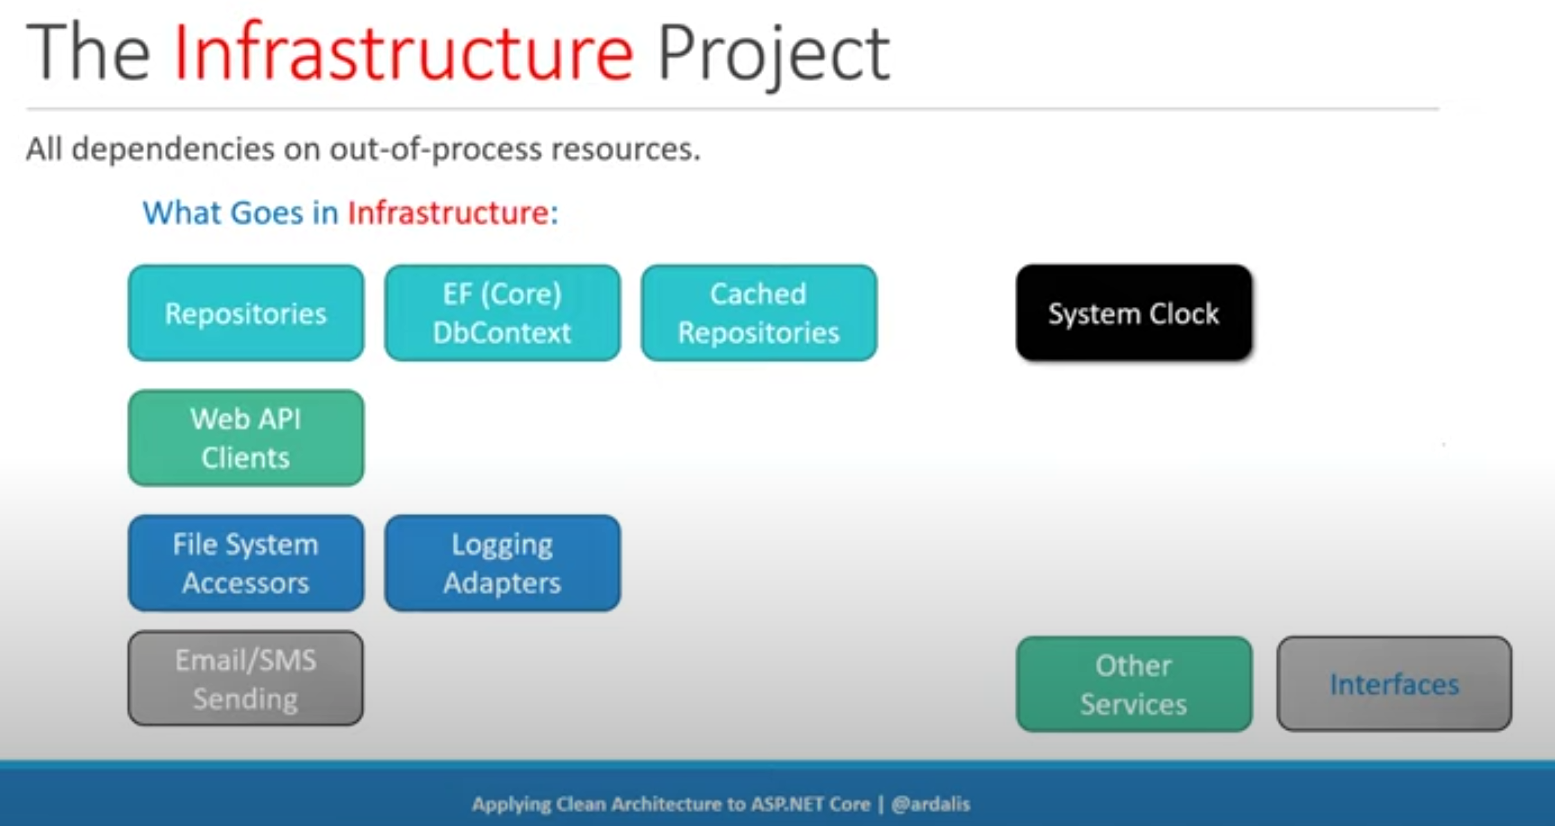 The Infrastructure Project
All dependencies on out-of-process resources.
What Goes in Infrastructure:
Repositories
EF (Core)
DbContext
Cached
Repositories
System Clock
Web API
Clients
File System
Accessors
Logging
Adapters
Email/SMS
Sending
Other
Services
Interfaces
Applying Clean Architecture to ASP.NET Core | @ardalis